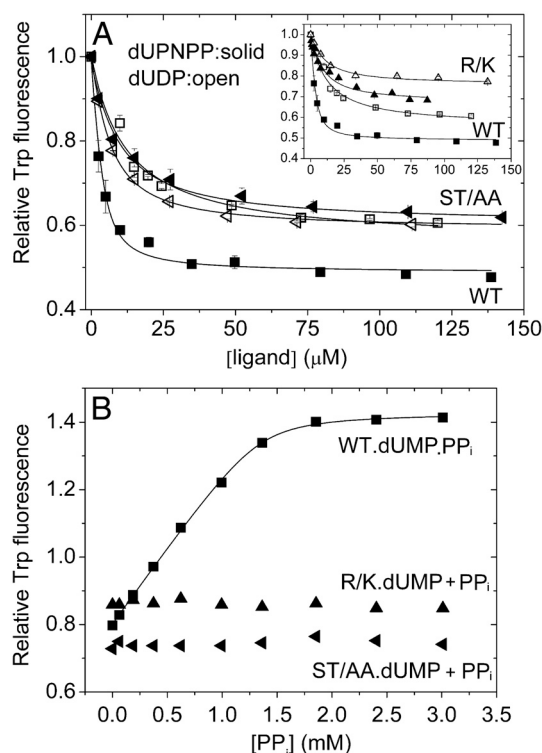 A
dUPNPP:solid
dUDP:open
R/K
WT
1.0
0.9
0.8
0.7
0.6
0.5
0.4
0 25 50 75 100 125 150
ST/AA
WT
Relative Trp fluorescence
1.0
0.8
0.6
0.4
0 25 50 75 100 125 150
[ligand] (μM)
B
WT.dUMP.PPi
R/K.dUMP + PPi
ST/AA.dUMP + PPi
Relative Trp fluorescence
1.4
1.2
1.0
0.8
0.6
0.0 0.5 1.0 1.5 2.0 2.5 3.0 3.5
[PPi] (mM)